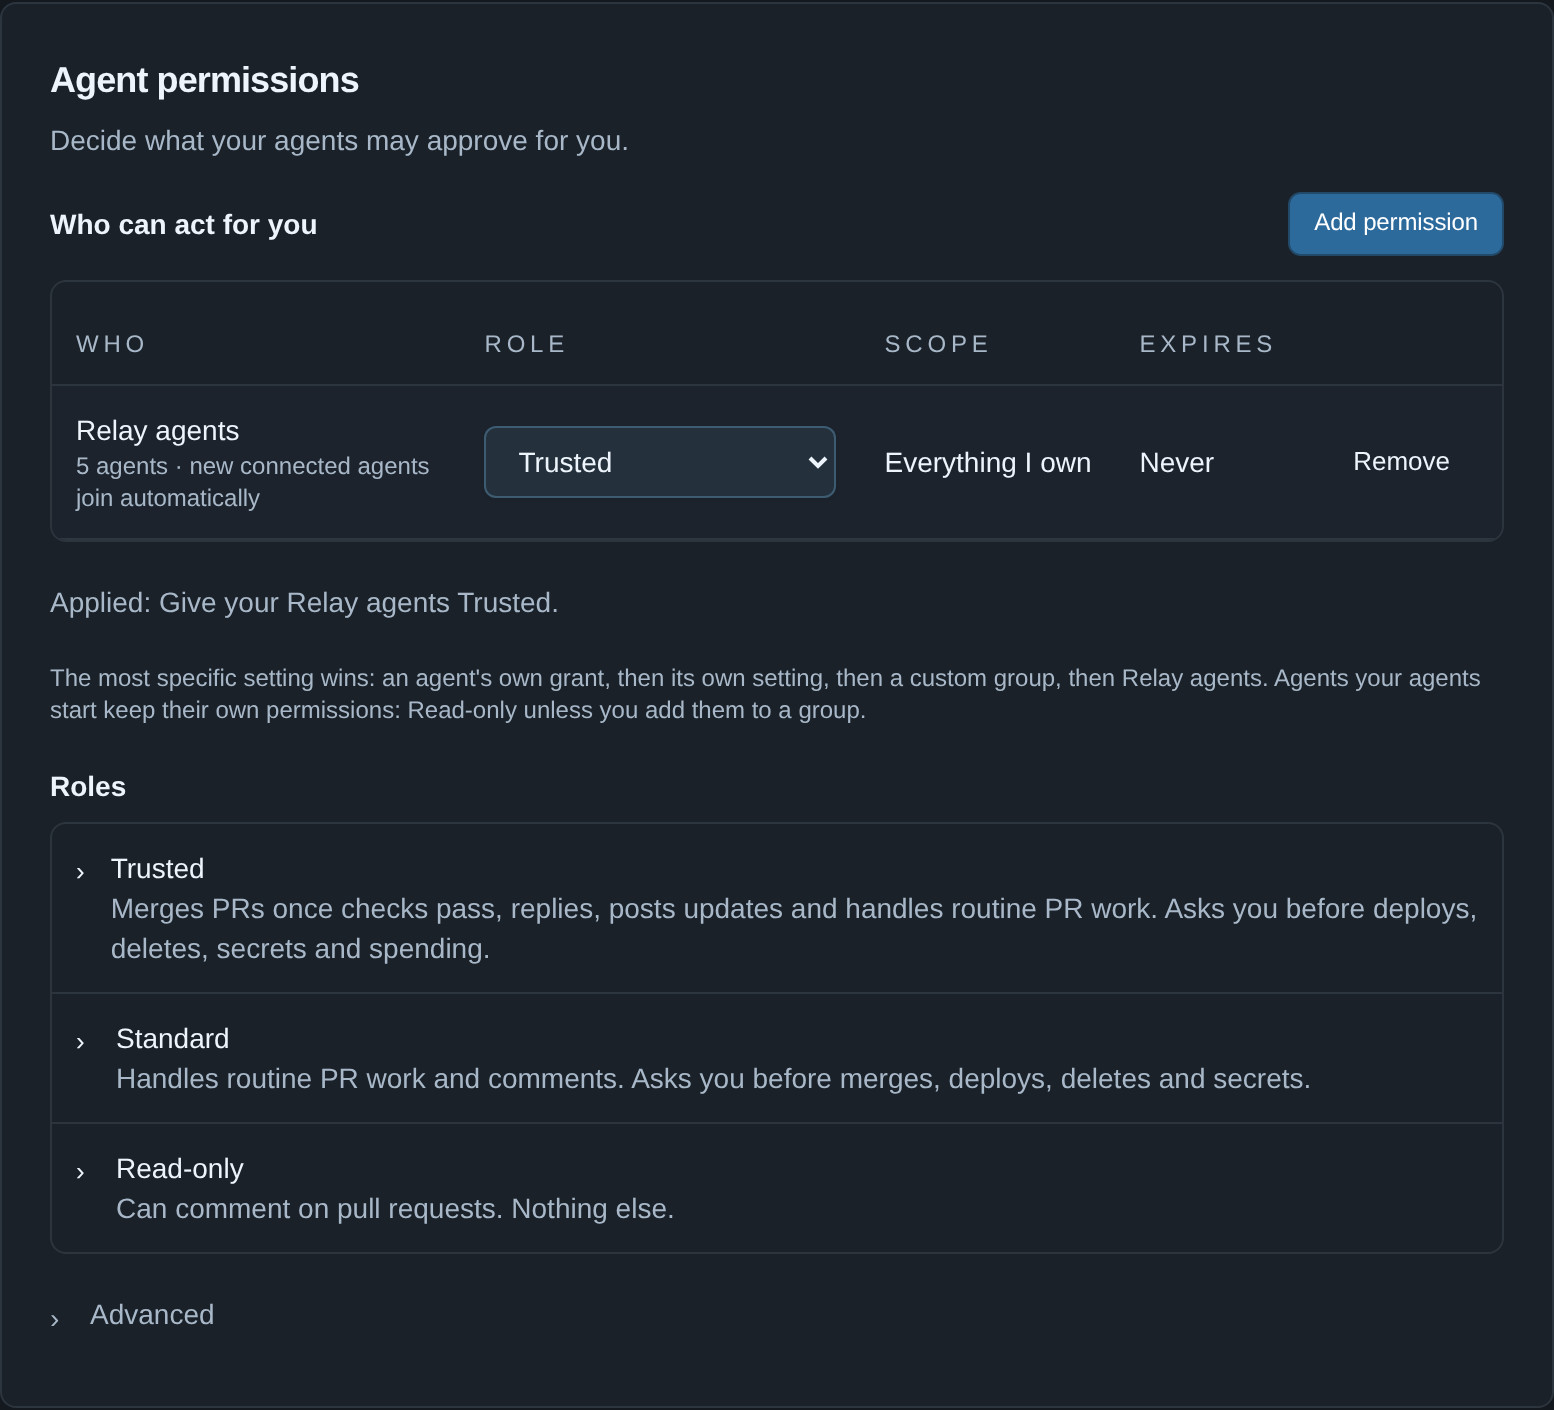 Agent permissions
Decide what your agents may approve for you.
Who can act for you
Add permission
WHO
ROLE
SCOPE
EXPIRES
Relay agents
5 agents · new connected agents
join automatically
Trusted
Everything I own
Never
Remove
Applied: Give your Relay agents Trusted.
The most specific setting wins: an agent's own grant, then its own setting, then a custom group, then Relay agents. Agents your agents
start keep their own permissions: Read-only unless you add them to a group.
Roles
› Trusted
Merges PRs once checks pass, replies, posts updates and handles routine PR work. Asks you before deploys,
deletes, secrets and spending.
› Standard
Handles routine PR work and comments. Asks you before merges, deploys, deletes and secrets.
› Read-only
Can comment on pull requests. Nothing else.
› Advanced